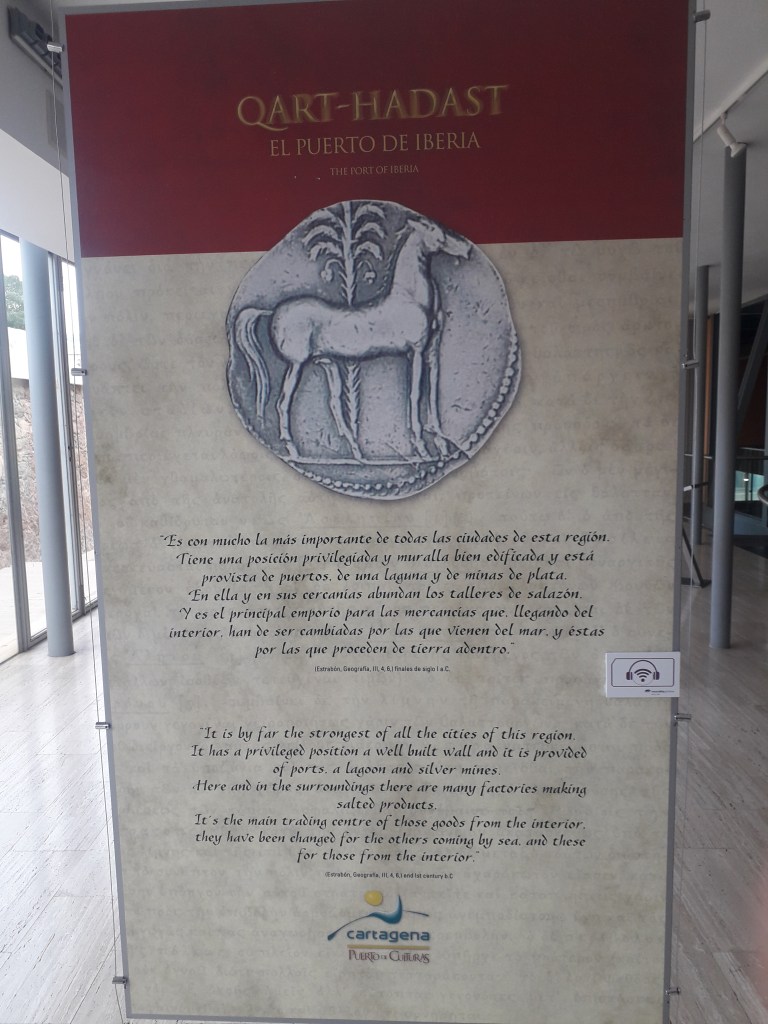 QART-HADAST
EL PUERTO DE IBERIA
THE PORT OF IBERIA
"Es con mucho la más importante de todas las ciudades de esta región.
Tiene una posición privilegiada y muralla bien edificada y está
provista de puertos, de una laguna y de minas de plata.
En ella y en sus cercanías abundan los talleres de salazón.
Y es el principal emporio para las mercancías que, llegando del
interior, han de ser cambiadas por las que vienen del mar, y éstas
por las que proceden de tierra adentro."
(Estrabón, Geografía, III, 4, 6,) finales de siglo I a.C.
"It is by far the strongest of all the cities of this region.
It has a privileged position a well built wall and it is provided
of ports, a lagoon and silver mines.
Here and in the surroundings there are many factories making
salted products.
It's the main trading centre of those goods from the interior,
they have been changed for the others coming by sea, and these
for those from the interior."
(Estrabón, Geografía, III, 4, 6,) end Ist century b.C
cartagena
PUERTO DE CULTURAS